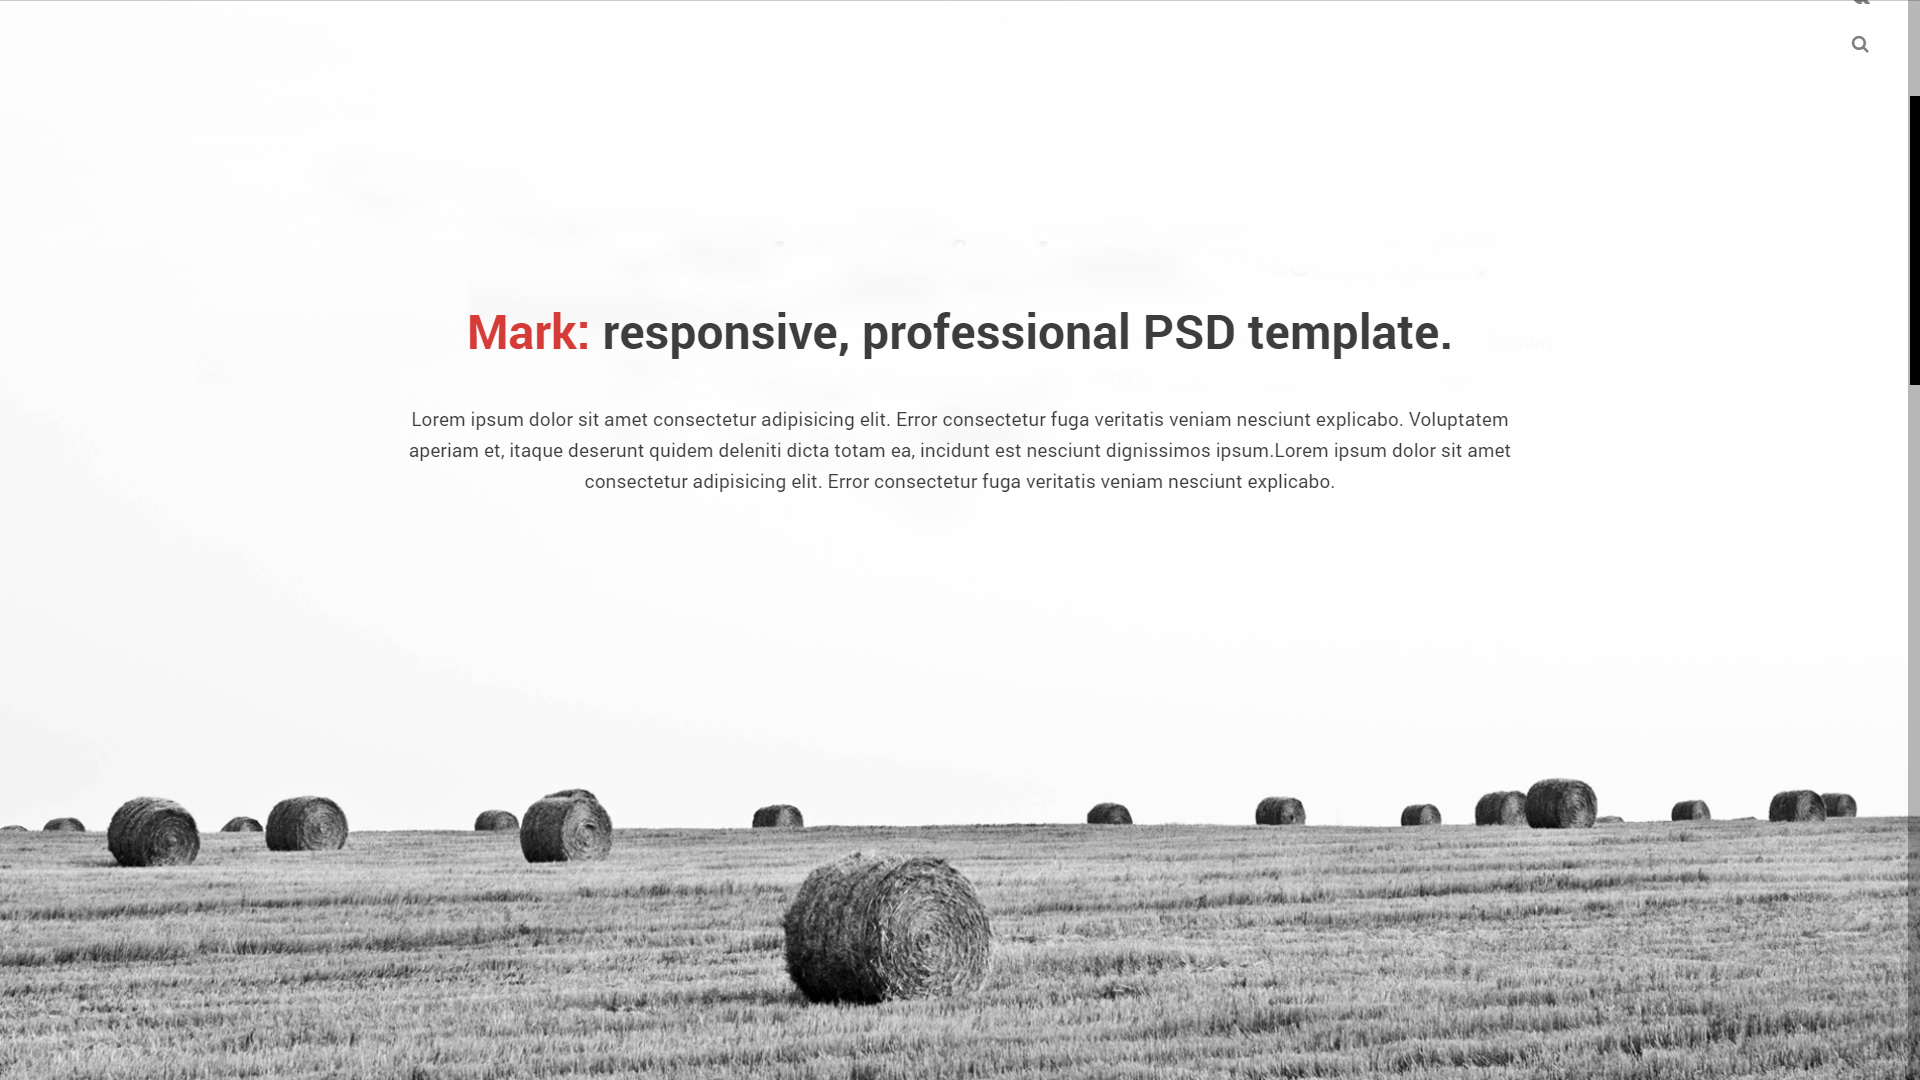 Mark: responsive, professional PSD template.
Lorem ipsum dolor sit amet consectetur adipisicing elit. Error consectetur fuga veritatis veniam nesciunt explicabo. Voluptatem
aperiam et, itaque deserunt quidem deleniti dicta totam ea, incidunt est nesciunt dignissimos ipsum.Lorem ipsum dolor sit amet
consectetur adipisicing elit. Error consectetur fuga veritatis veniam nesciunt explicabo.